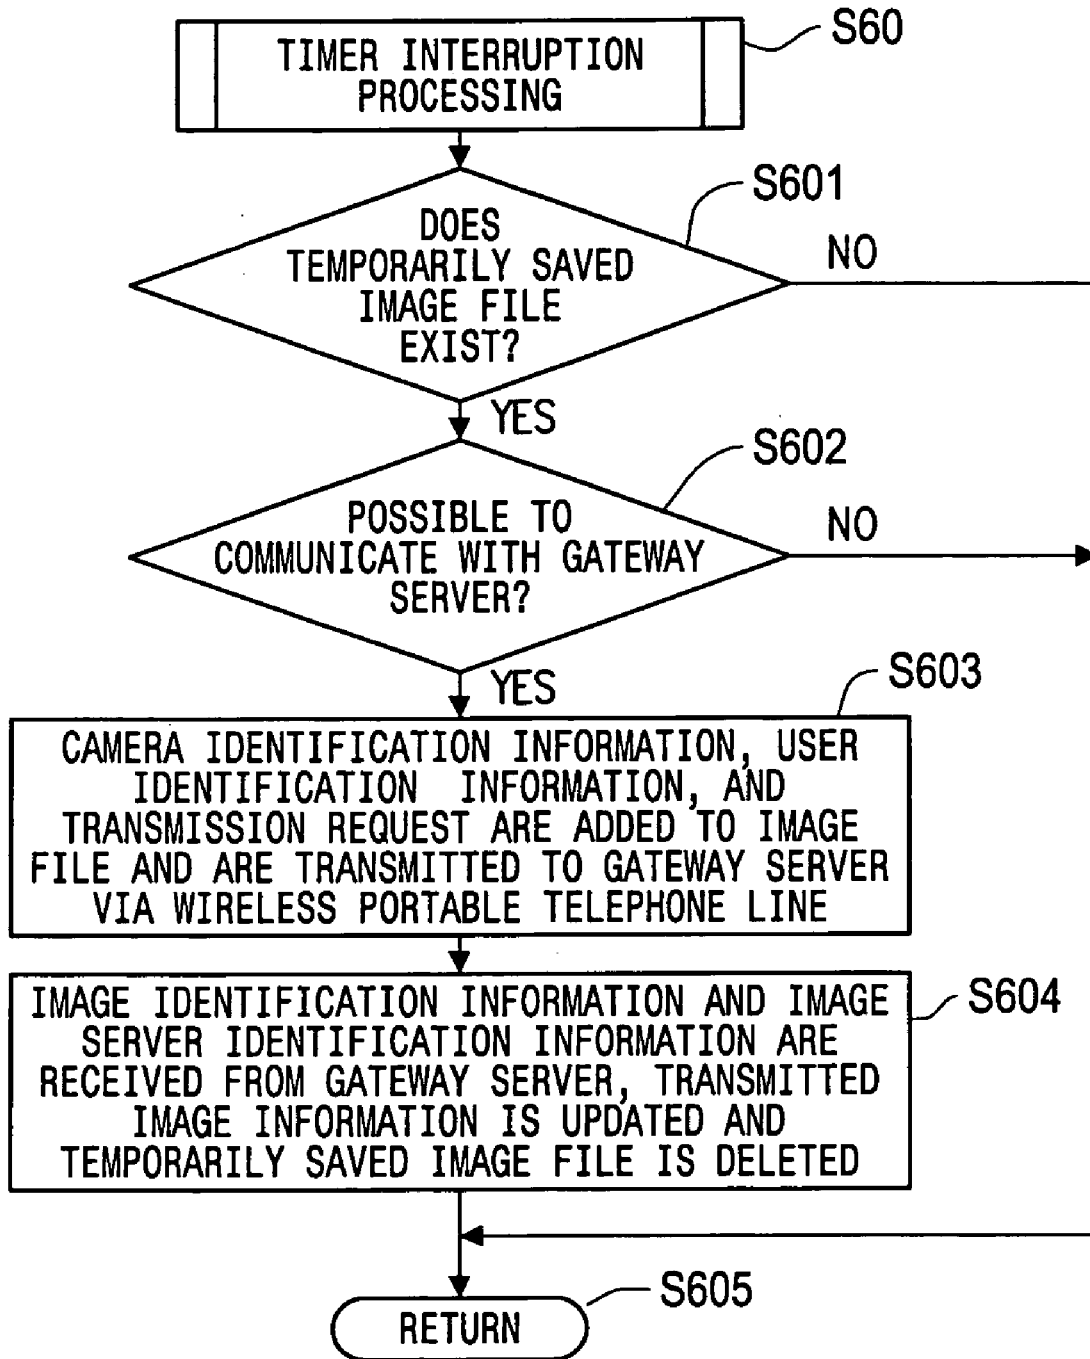 TIMER INTERRUPTION
PROCESSING
S60
DOES
TEMPORARILY SAVED
IMAGE FILE
EXIST?
S601
NO
YES
POSSIBLE TO
COMMUNICATE WITH GATEWAY
SERVER?
S602
NO
YES
S603
CAMERA IDENTIFICATION INFORMATION, USER
IDENTIFICATION INFORMATION, AND
TRANSMISSION REQUEST ARE ADDED TO IMAGE
FILE AND ARE TRANSMITTED TO GATEWAY SERVER
VIA WIRELESS PORTABLE TELEPHONE LINE
S604
IMAGE IDENTIFICATION INFORMATION AND IMAGE
SERVER IDENTIFICATION INFORMATION ARE
RECEIVED FROM GATEWAY SERVER, TRANSMITTED
IMAGE INFORMATION IS UPDATED AND
TEMPORARILY SAVED IMAGE FILE IS DELETED
S605
RETURN